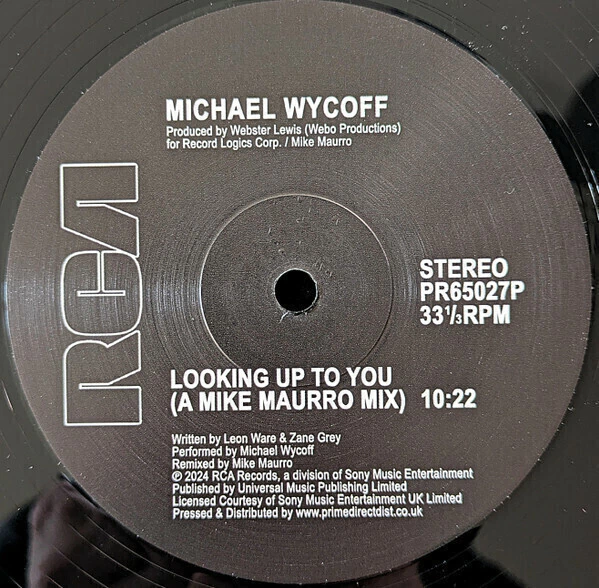 MICHAEL WYCOFF
Produced by Webster Lewis (Webo Productions)
for Record Logics Corp. / Mike Maurro
RCA
STEREO
PR65027P
33⅓RPM
LOOKING UP TO YOU
(A MIKE MAURRO MIX) 10:22
Written by Leon Ware & Zane Grey
Performed by Michael Wycoff
Remixed by Mike Maurro
℗ 2024 RCA Records, a division of Sony Music Entertainment
Published by Universal Music Publishing Limited
Licensed Courtesy of Sony Music Entertainment UK Limited
Pressed & Distributed by www.primedirectdist.co.uk